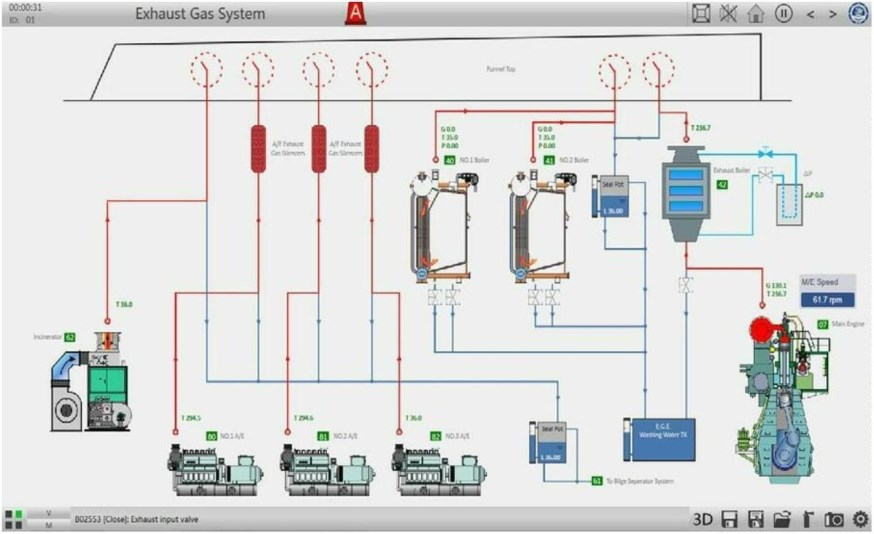 00:00:31
ID: 01
Exhaust Gas System
A
Funnel Top
A/E Exhaust
Gas Silencers
A/E Exhaust
Gas Silencers
G 0.0
T 35.0
P 0.00
40 NO.1 Boiler
G 0.0
T 35.0
P 0.00
41 NO.2 Boiler
T 256.7
Exhaust Boiler
42
Seal Pot
L 36.00
ΔP
ΔP 0.0
M/E Speed
61.7 rpm
G 130.1
T 256.7
07 Main Engine
T 36.0
Incinerator 62
T 294.5
80 NO.1 A/E
T 294.6
81 NO.2 A/E
T 36.0
82 NO.3 A/E
Seal Pot
L 36.00
E.G.E.
Washing Water TK
61 To Bilge Separator System
V
M
B02553 [Close]: Exhaust input valve
3D